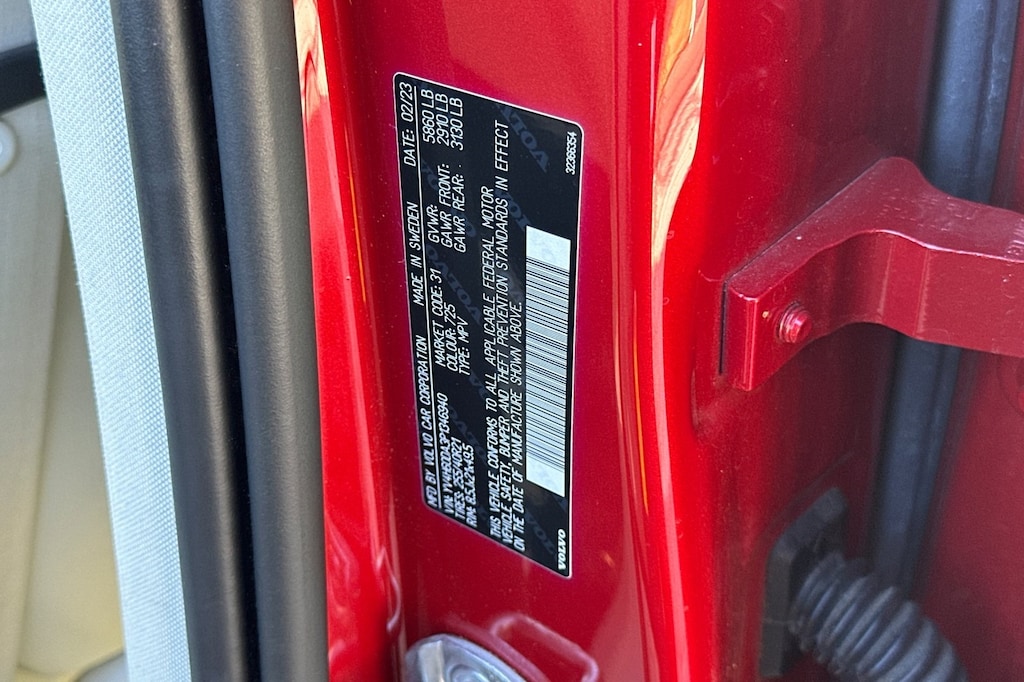 MFD. BY VOLVO CAR CORPORATION MADE IN SWEDEN DATE: 02/23
MARKET CODE: 31 GVWR: 5860 LB
COLOUR: 725 GAWR FRONT: 2910 LB
TYPE: MPV GAWR REAR: 3130 LB
THIS VEHICLE CONFORMS TO ALL APPLICABLE FEDERAL MOTOR
VEHICLE SAFETY, BUMPER, AND THEFT PREVENTION STANDARDS IN EFFECT
ON THE DATE OF MANUFACTURE SHOWN ABOVE.
VOLVO 32366354